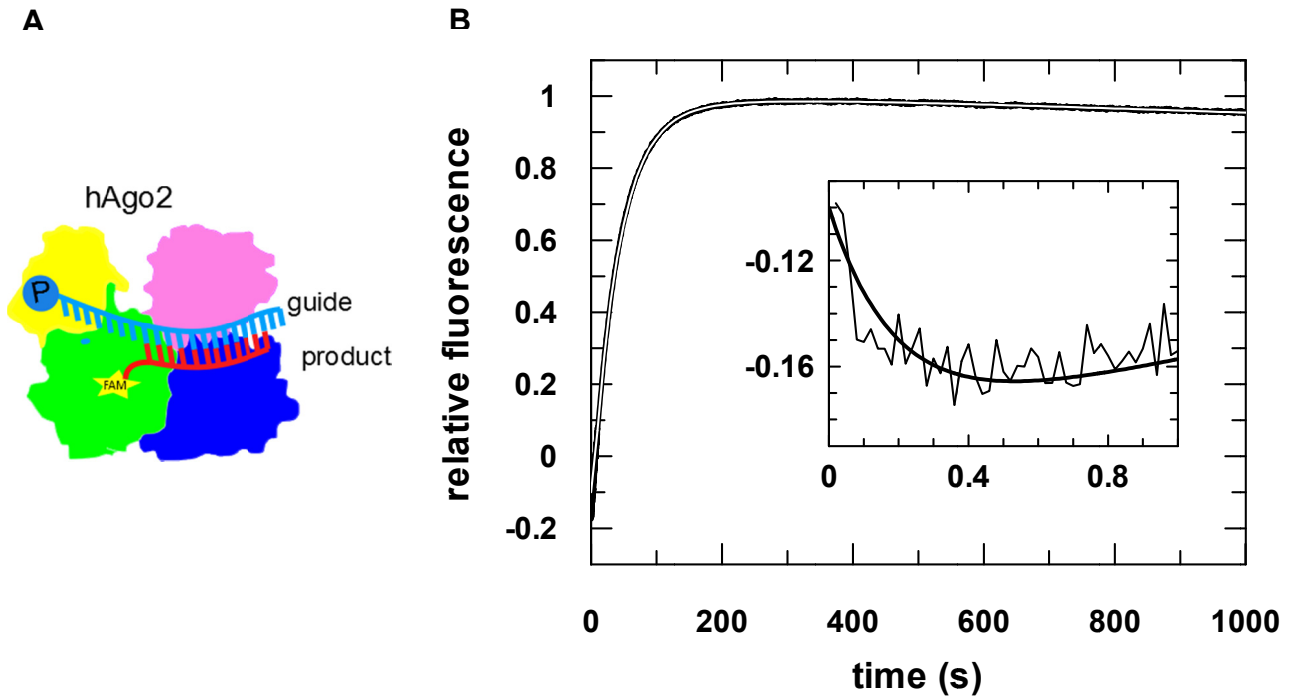 A
B
hAgo2
P
guide
product
FAM
relative fluorescence
1
0.8
0.6
0.4
0.2
0
-0.2
-0.12
-0.16
0 0.4 0.8
0 200 400 600 800 1000
time (s)